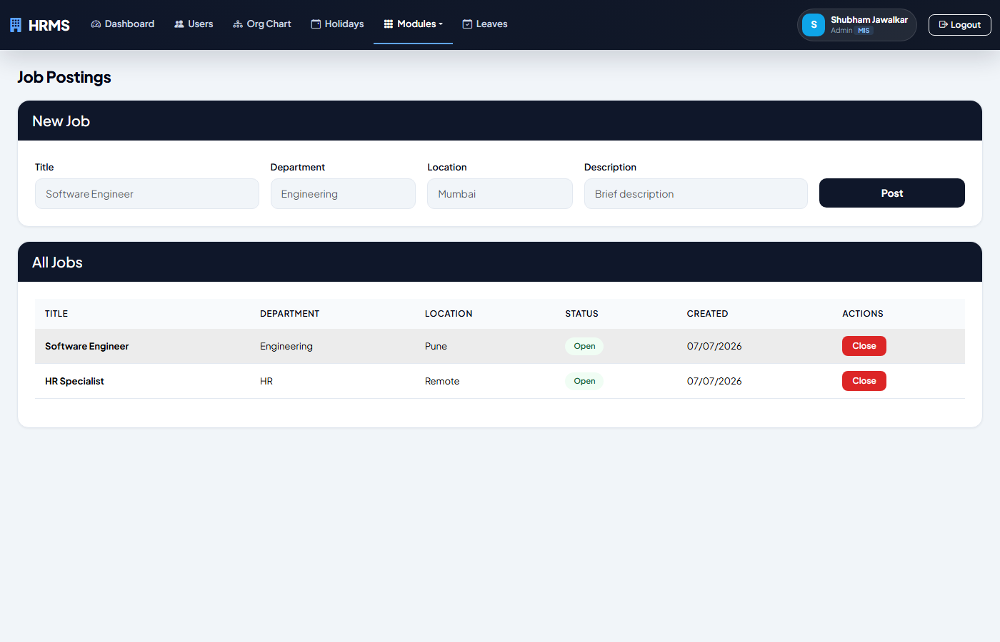 HRMS Dashboard Users Org Chart Holidays Modules Leaves S Shubham Jawalkar Admin MIS Logout
Job Postings
New Job
Title Department Location Description
Software Engineer Engineering Mumbai Brief description Post
All Jobs
TITLE DEPARTMENT LOCATION STATUS CREATED ACTIONS
Software Engineer Engineering Pune Open 07/07/2026 Close
HR Specialist HR Remote Open 07/07/2026 Close